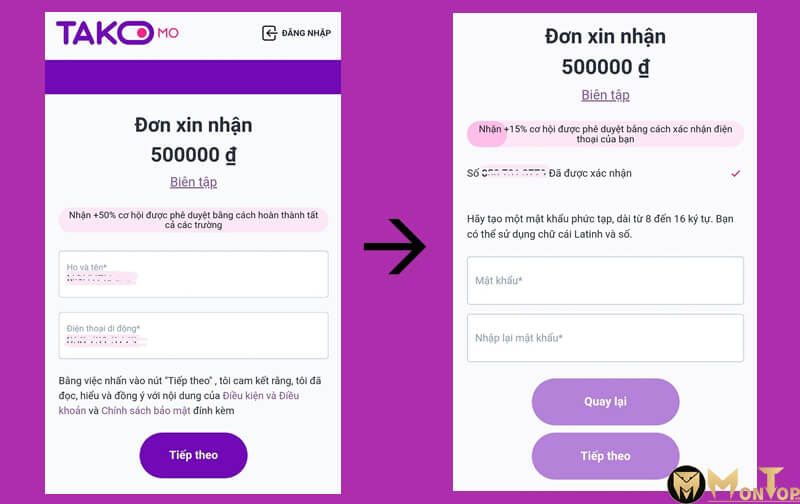 TAKOMO
ĐĂNG NHẬP
Đơn xin nhận
500000 ₫
Biên tập
Nhận +50% cơ hội được phê duyệt bằng cách hoàn thành tất
cả các trường
Họ và tên*
Điện thoại di động*
Bằng việc nhấn vào nút "Tiếp theo" , tôi cam kết rằng, tôi đã
đọc, hiểu và đồng ý với nội dung của Điều kiện và Điều
khoản và Chính sách bảo mật đính kèm
Tiếp theo
Đơn xin nhận
500000 ₫
Biên tập
Nhận +15% cơ hội được phê duyệt bằng cách xác nhận điện
thoại của bạn
Số Đã được xác nhận
Hãy tạo một mật khẩu phức tạp, dài từ 8 đến 16 ký tự. Bạn
có thể sử dụng chữ cái Latinh và số.
Mật khẩu*
Nhập lại mật khẩu*
Quay lại
Tiếp theo
MONTOP